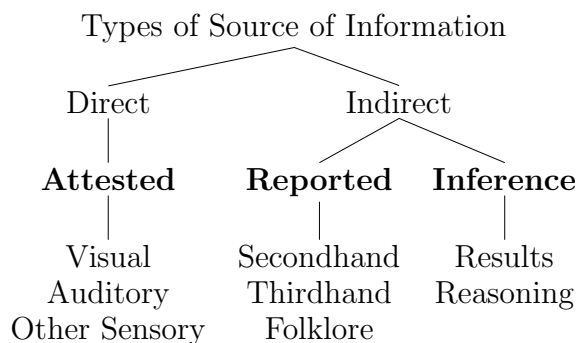 Types of Source of Information
Direct Indirect
Attested Reported Inference
Visual Secondhand Results
Auditory Thirdhand Reasoning
Other Sensory Folklore